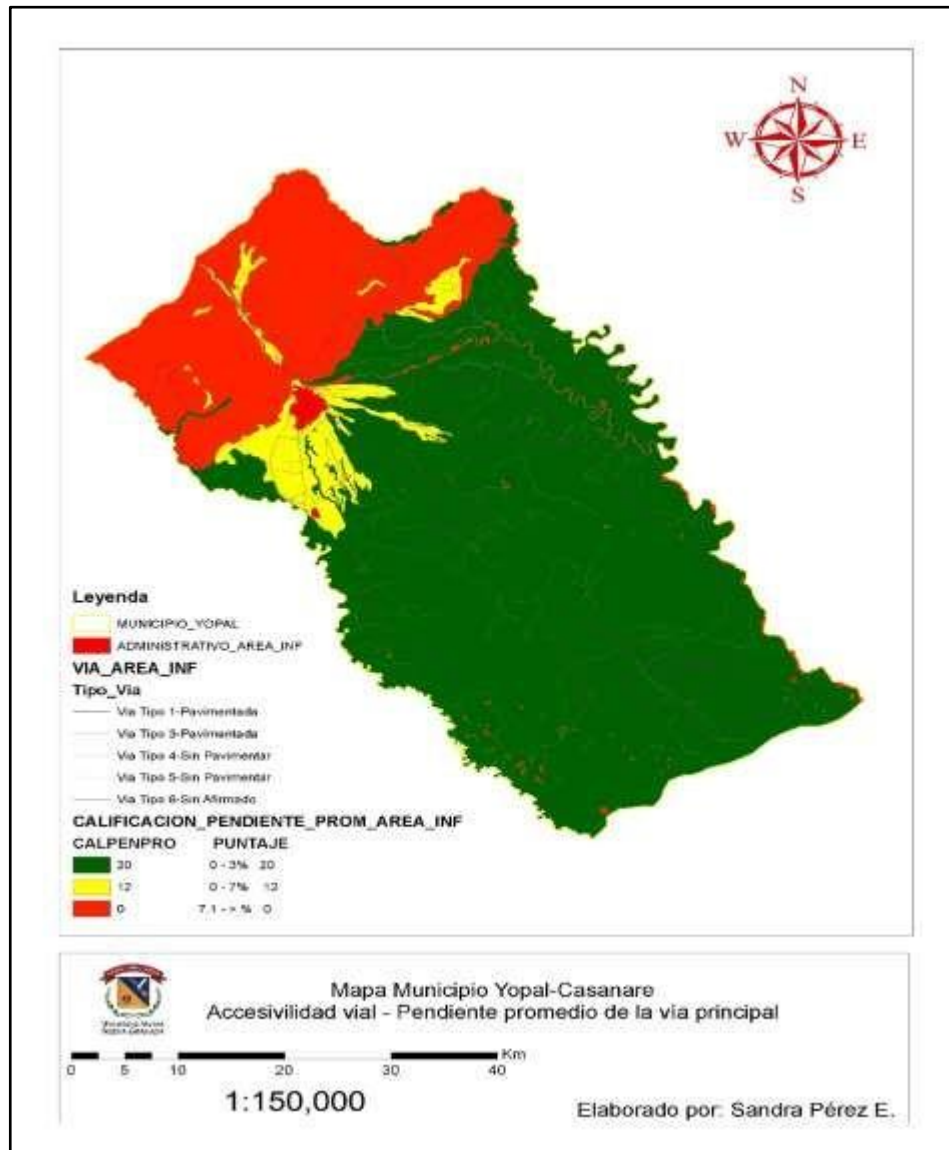 N
W E
S
Leyenda
MUNICIPIO_YOPAL
ADMINISTRATIVO_AREA_INF
VIA_AREA_INF
Tipo_Via
Via Tipo 1-Pavimentada
Via Tipo 3-Pavimentada
Via Tipo 4-Sin Pavimentar
Via Tipo 5-Sin Pavimentar
Via Tipo 6-Sin Afirmado
CALIFICACION_PENDIENTE_PROM_AREA_INF
CALPENPRO PUNTAJE
20 0 - 3% 20
12 0 - 7% 12
0 7.1 - > % 0
Mapa Municipio Yopal-Casanare
Accesivilidad vial - Pendiente promedio de la via principal
Km
0 5 10 20 30 40
1:150,000
Elaborado por: Sandra Pérez E.